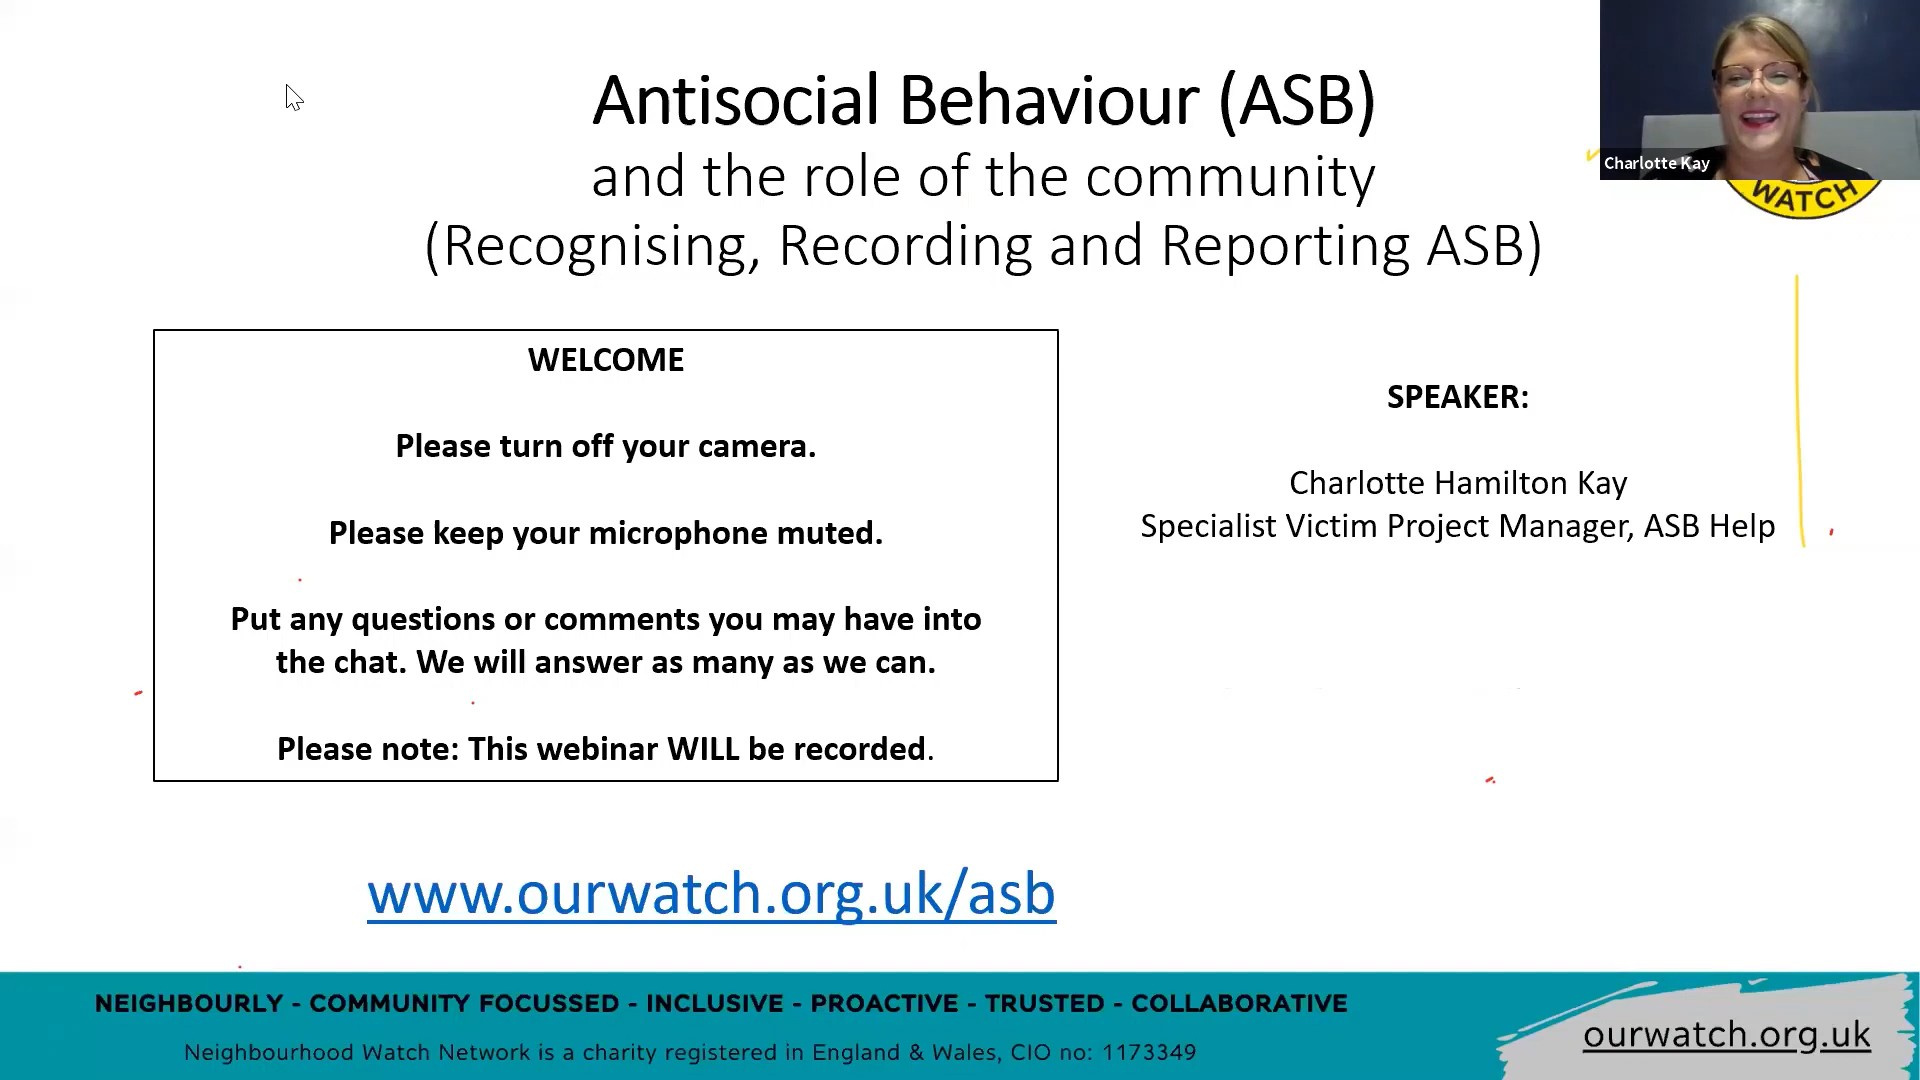 Antisocial Behaviour (ASB)
and the role of the community
(Recognising, Recording and Reporting ASB)
Charlotte Kay
WATCH
WELCOME
Please turn off your camera.
Please keep your microphone muted.
Put any questions or comments you may have into
the chat. We will answer as many as we can.
Please note: This webinar WILL be recorded.
SPEAKER:
Charlotte Hamilton Kay
Specialist Victim Project Manager, ASB Help
www.ourwatch.org.uk/asb
NEIGHBOURLY - COMMUNITY FOCUSSED - INCLUSIVE - PROACTIVE - TRUSTED - COLLABORATIVE
Neighbourhood Watch Network is a charity registered in England & Wales, CIO no: 1173349
ourwatch.org.uk